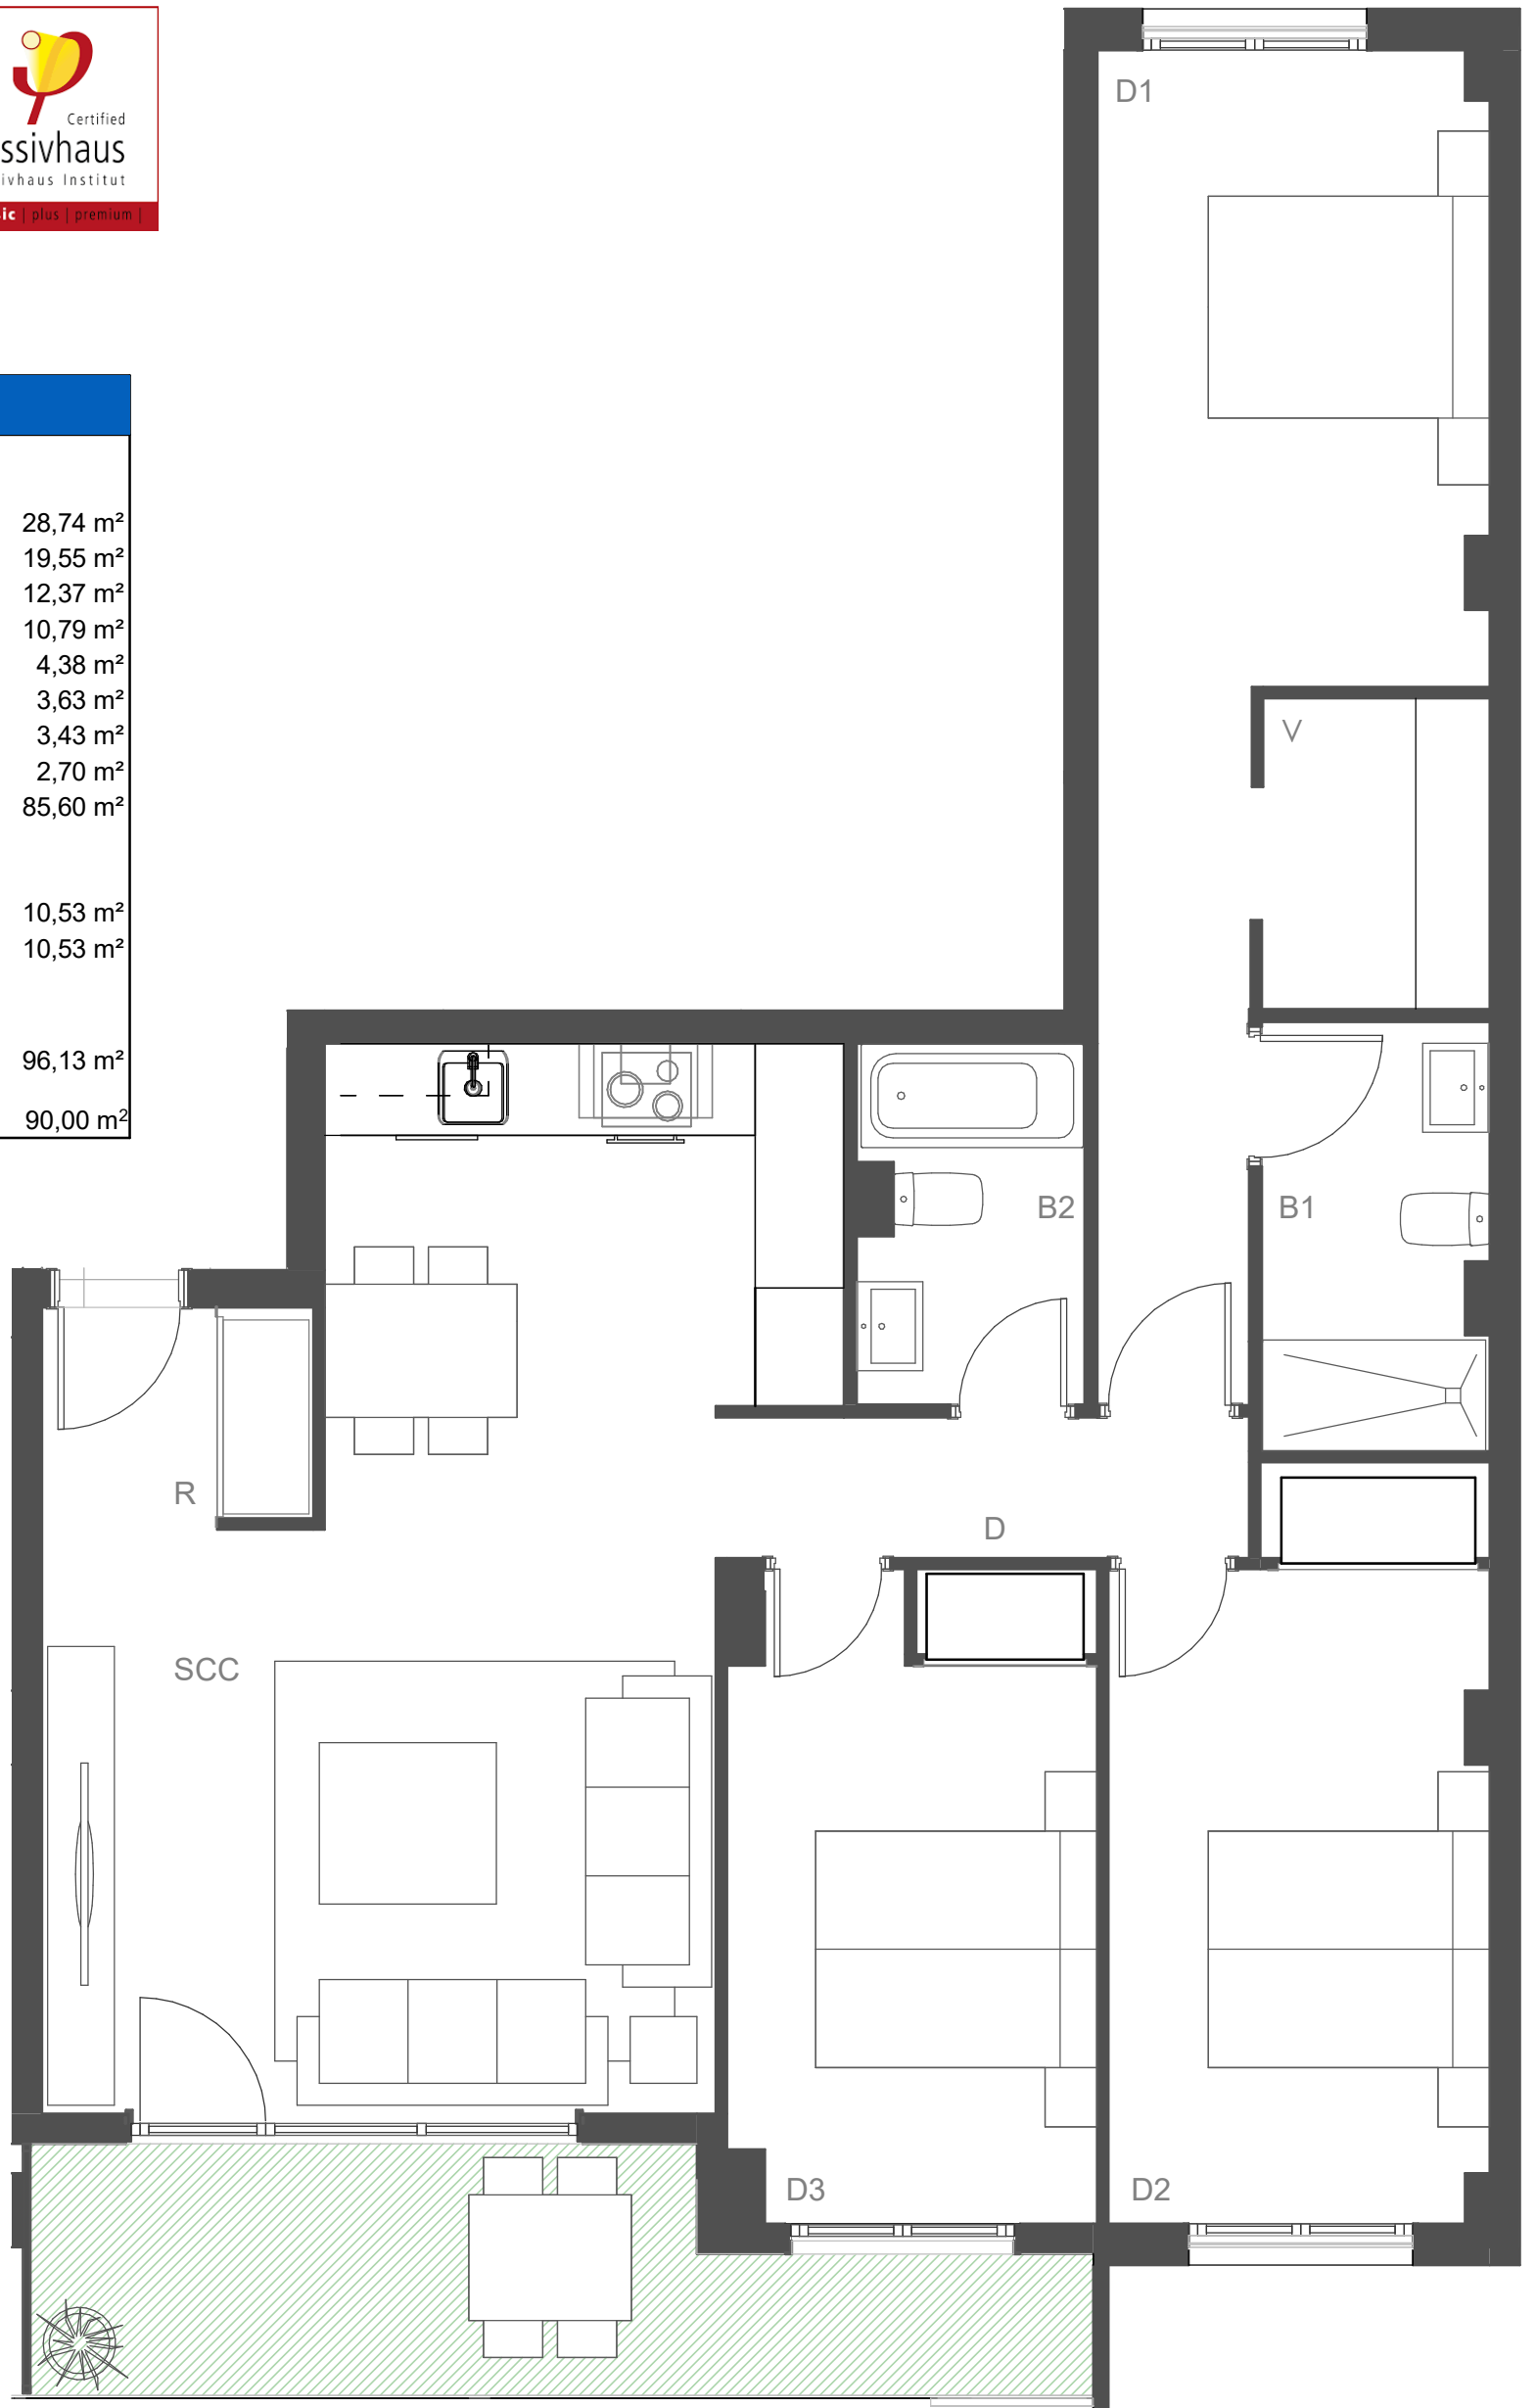 Certified
ssivhaus
ivhaus Institut
ic | plus | premium |
28,74 m²
19,55 m²
12,37 m²
10,79 m²
4,38 m²
3,63 m²
3,43 m²
2,70 m²
85,60 m²
10,53 m²
10,53 m²
96,13 m²
90,00 m²
D1
V
B2
B1
R
D
SCC
D3
D2